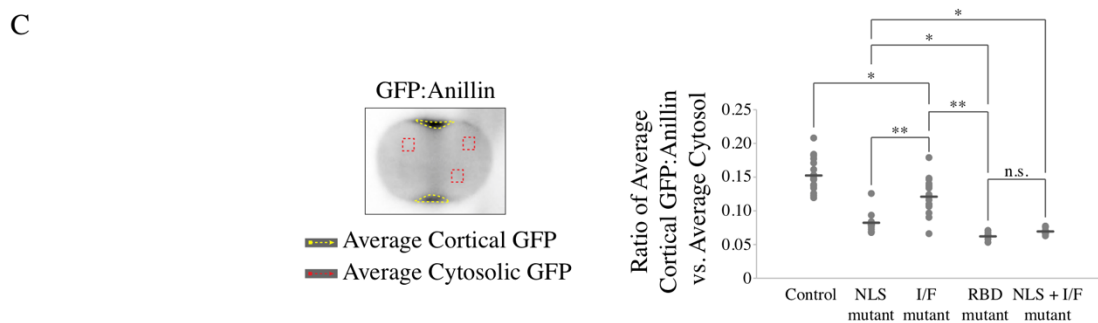 C
GFP:Anillin
Average Cortical GFP
Average Cytosolic GFP
Ratio of Average
Cortical GFP:Anillin
vs. Average Cytosol
0.25
0.20
0.15
0.10
0.05
0
*
*
*
**
**
n.s.
Control
NLS
mutant
I/F
mutant
RBD
mutant
NLS + I/F
mutant